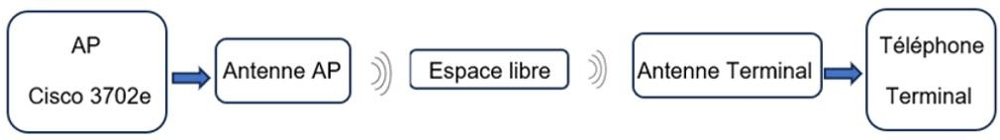 AP
Cisco 3702e
Antenne AP
Espace libre
Antenne Terminal
Téléphone
Terminal